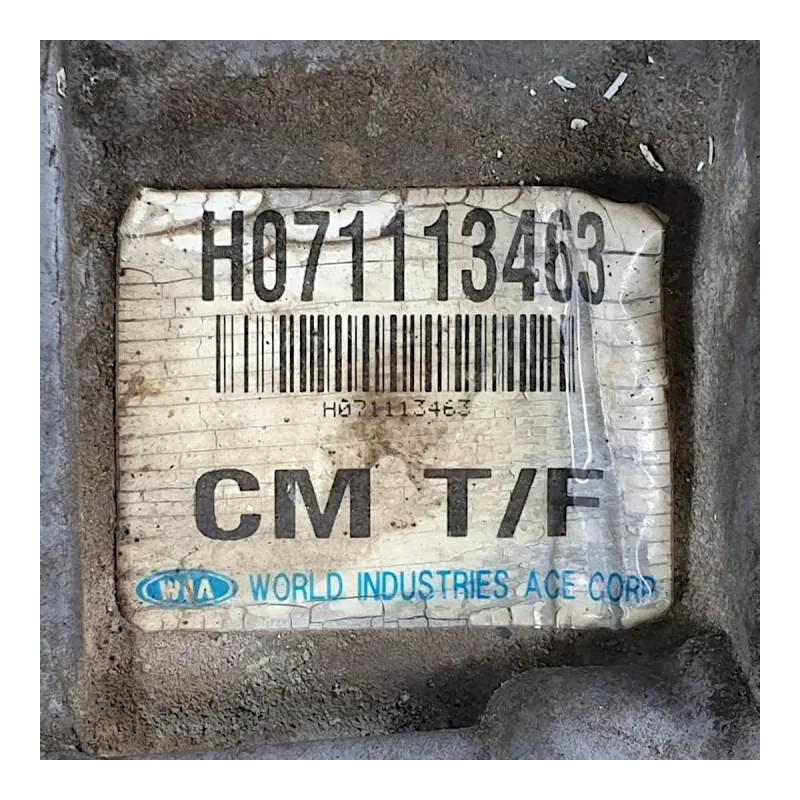 H071113463
H071113463
CM T/F
WIA WORLD INDUSTRIES ACE CORP